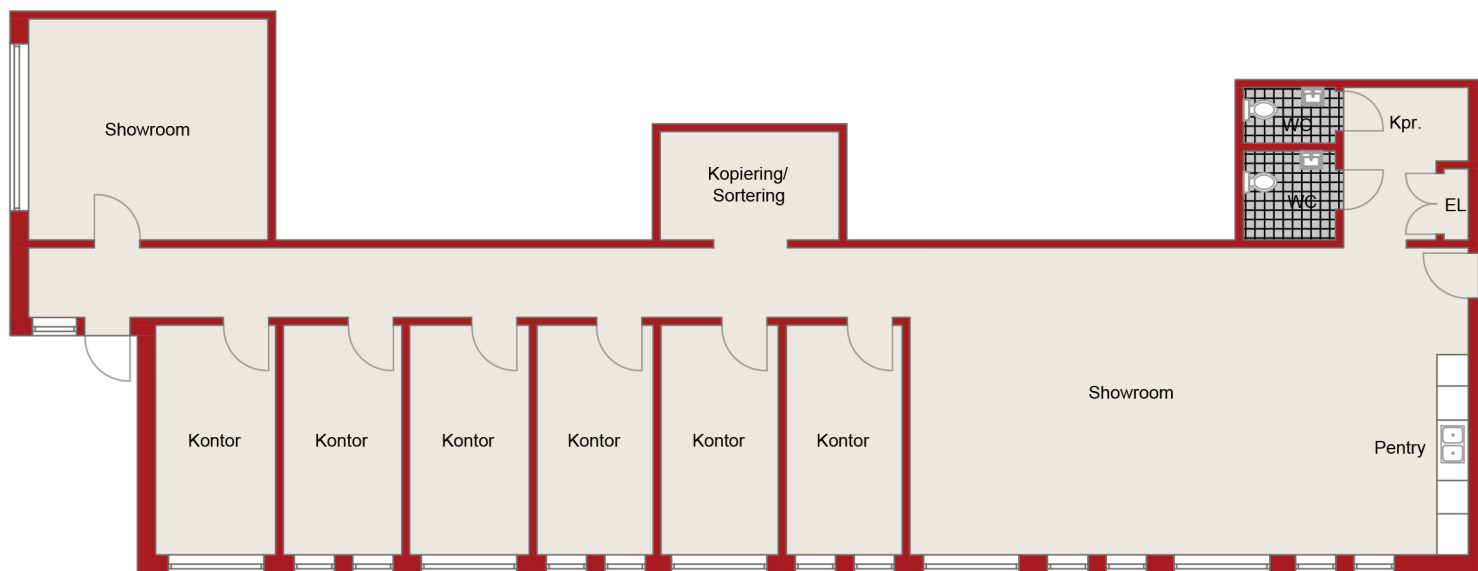 Showroom
WC
Kpr.
Kopiering/
Sortering
WC
EL
Showroom
Kontor
Kontor
Kontor
Kontor
Kontor
Kontor
Pentry